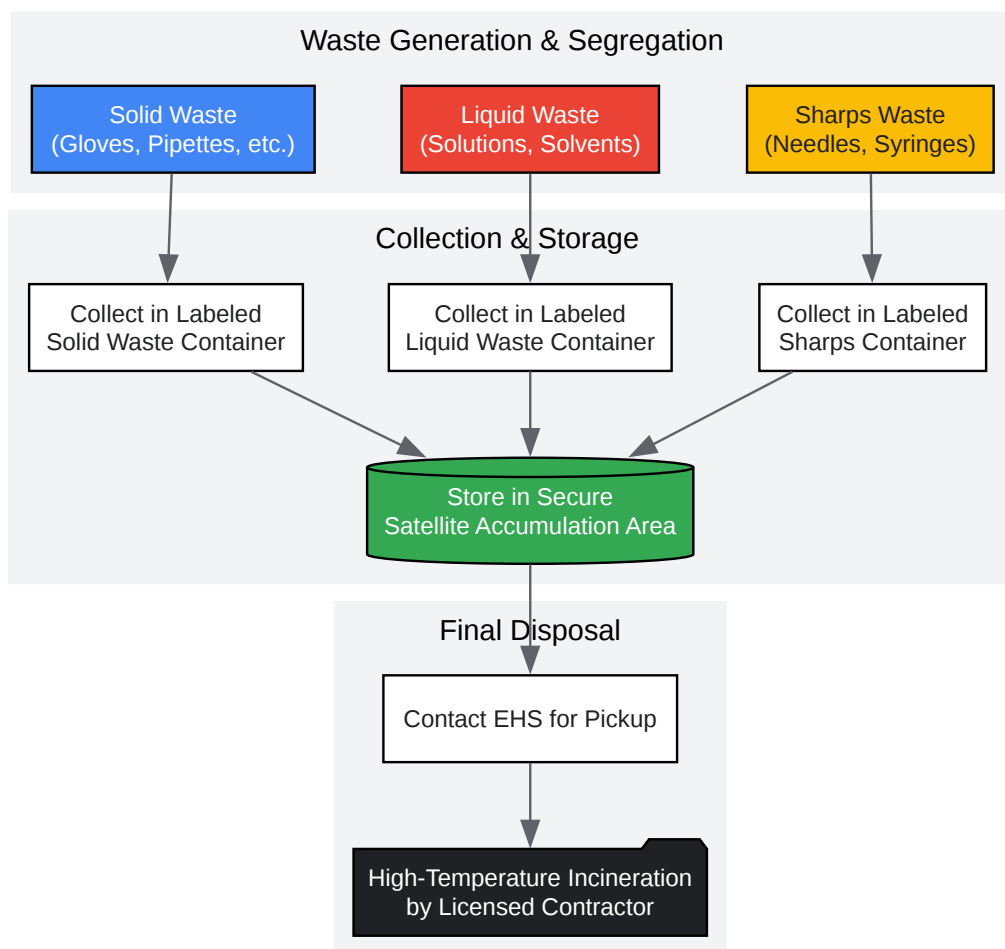 Waste Generation & Segregation
Solid Waste
(Gloves, Pipettes, etc.)
Liquid Waste
(Solutions, Solvents)
Sharps Waste
(Needles, Syringes)
Collection & Storage
Collect in Labeled
Solid Waste Container
Collect in Labeled
Liquid Waste Container
Collect in Labeled
Sharps Container
Store in Secure
Satellite Accumulation Area
Final Disposal
Contact EHS for Pickup
High-Temperature Incineration
by Licensed Contractor